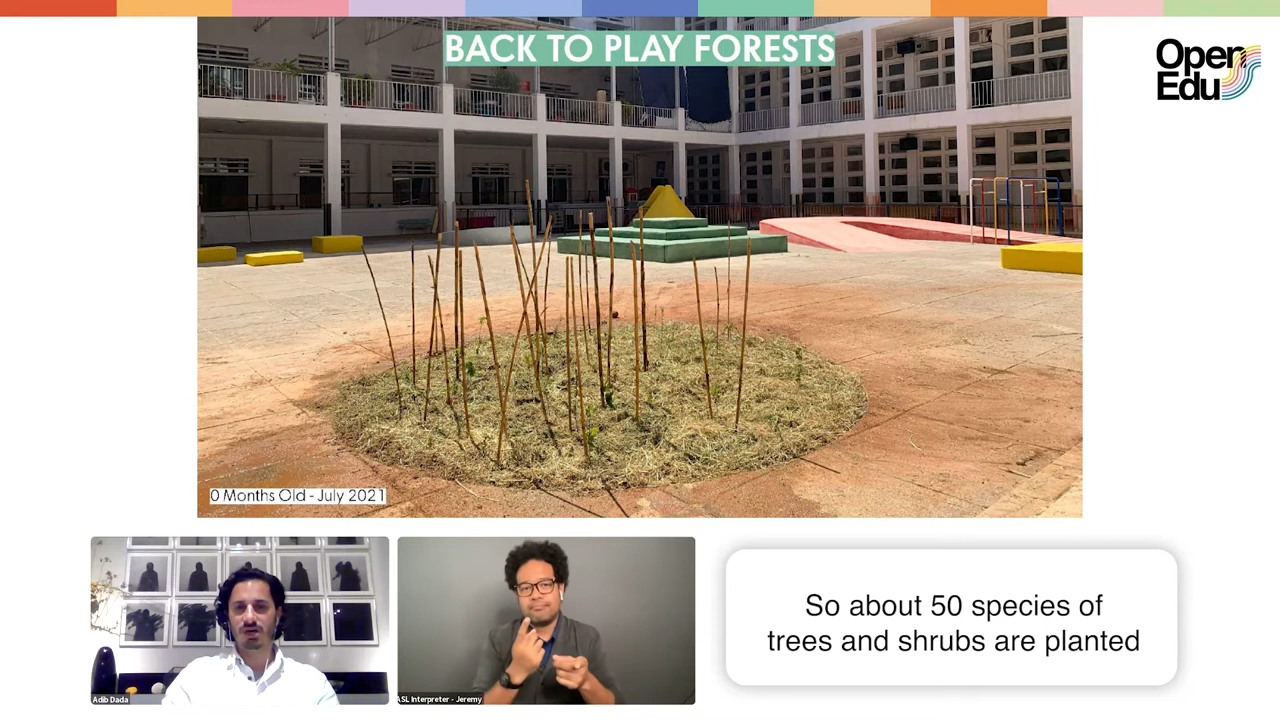 BACK TO PLAY FORESTS
Open
Edu
0 Months Old - July 2021
Adib Dada
ASL Interpreter - Jeremy
So about 50 species of
trees and shrubs are planted